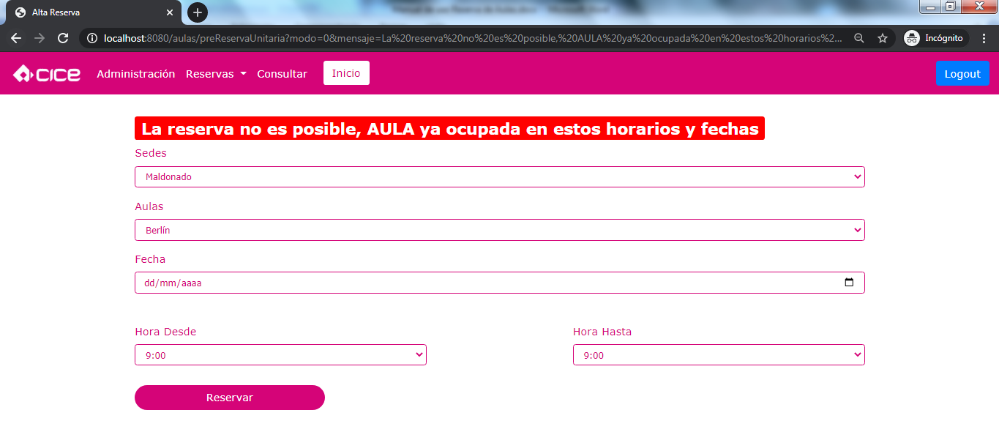 Alta Reserva
localhost:8080/aulas/preReservaUnitaria?modo=0&mensaje=La%20reserva%20no%20es%20posible,%20AULA%20ya%20ocupada%20en%20estos%20horarios%2...
Incógnito
CICE Administración Reservas Consultar Inicio Logout
La reserva no es posible, AULA ya ocupada en estos horarios y fechas
Sedes
Maldonado
Aulas
Berlín
Fecha
dd/mm/aaaa
Hora Desde Hora Hasta
9:00 9:00
Reservar